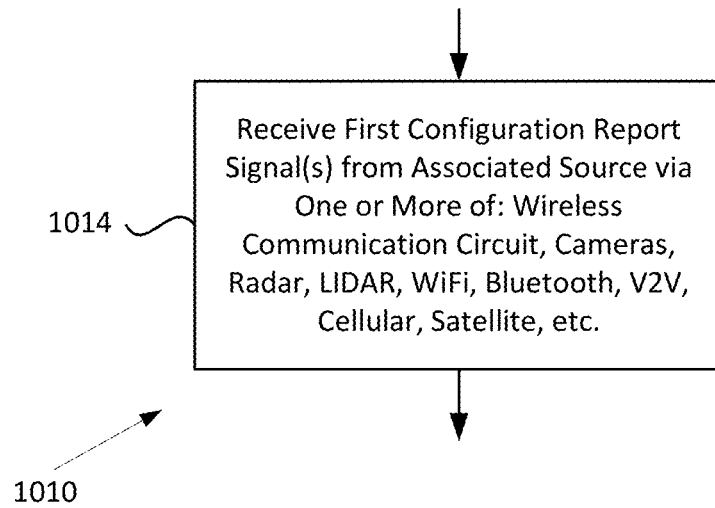 Receive First Configuration Report
Signal(s) from Associated Source via
One or More of: Wireless
Communication Circuit, Cameras,
Radar, LIDAR, WiFi, Bluetooth, V2V,
Cellular, Satellite, etc.
1014
1010